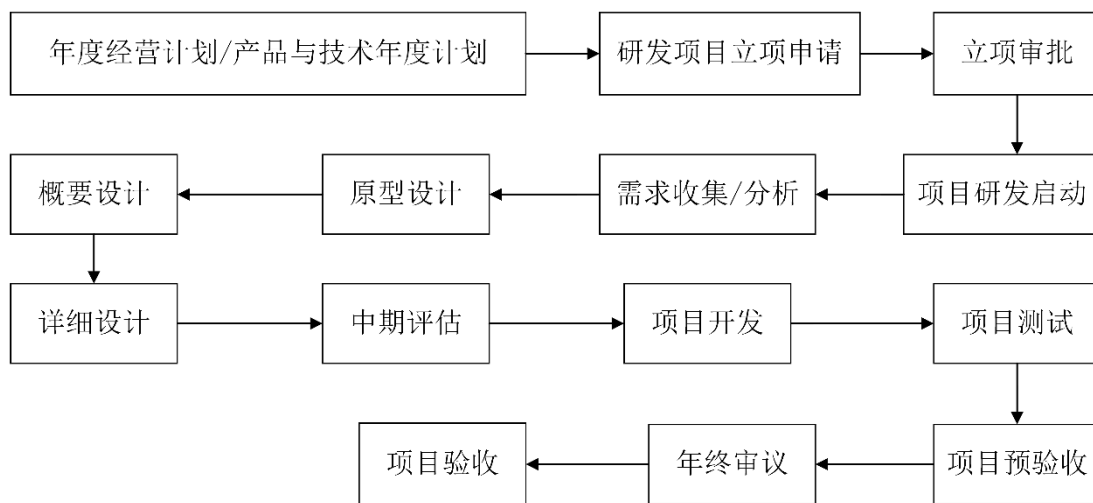 年度经营计划/产品与技术年度计划
研发项目立项申请
立项审批
项目研发启动
需求收集/分析
原型设计
概要设计
详细设计
中期评估
项目开发
项目测试
项目预验收
年终审议
项目验收